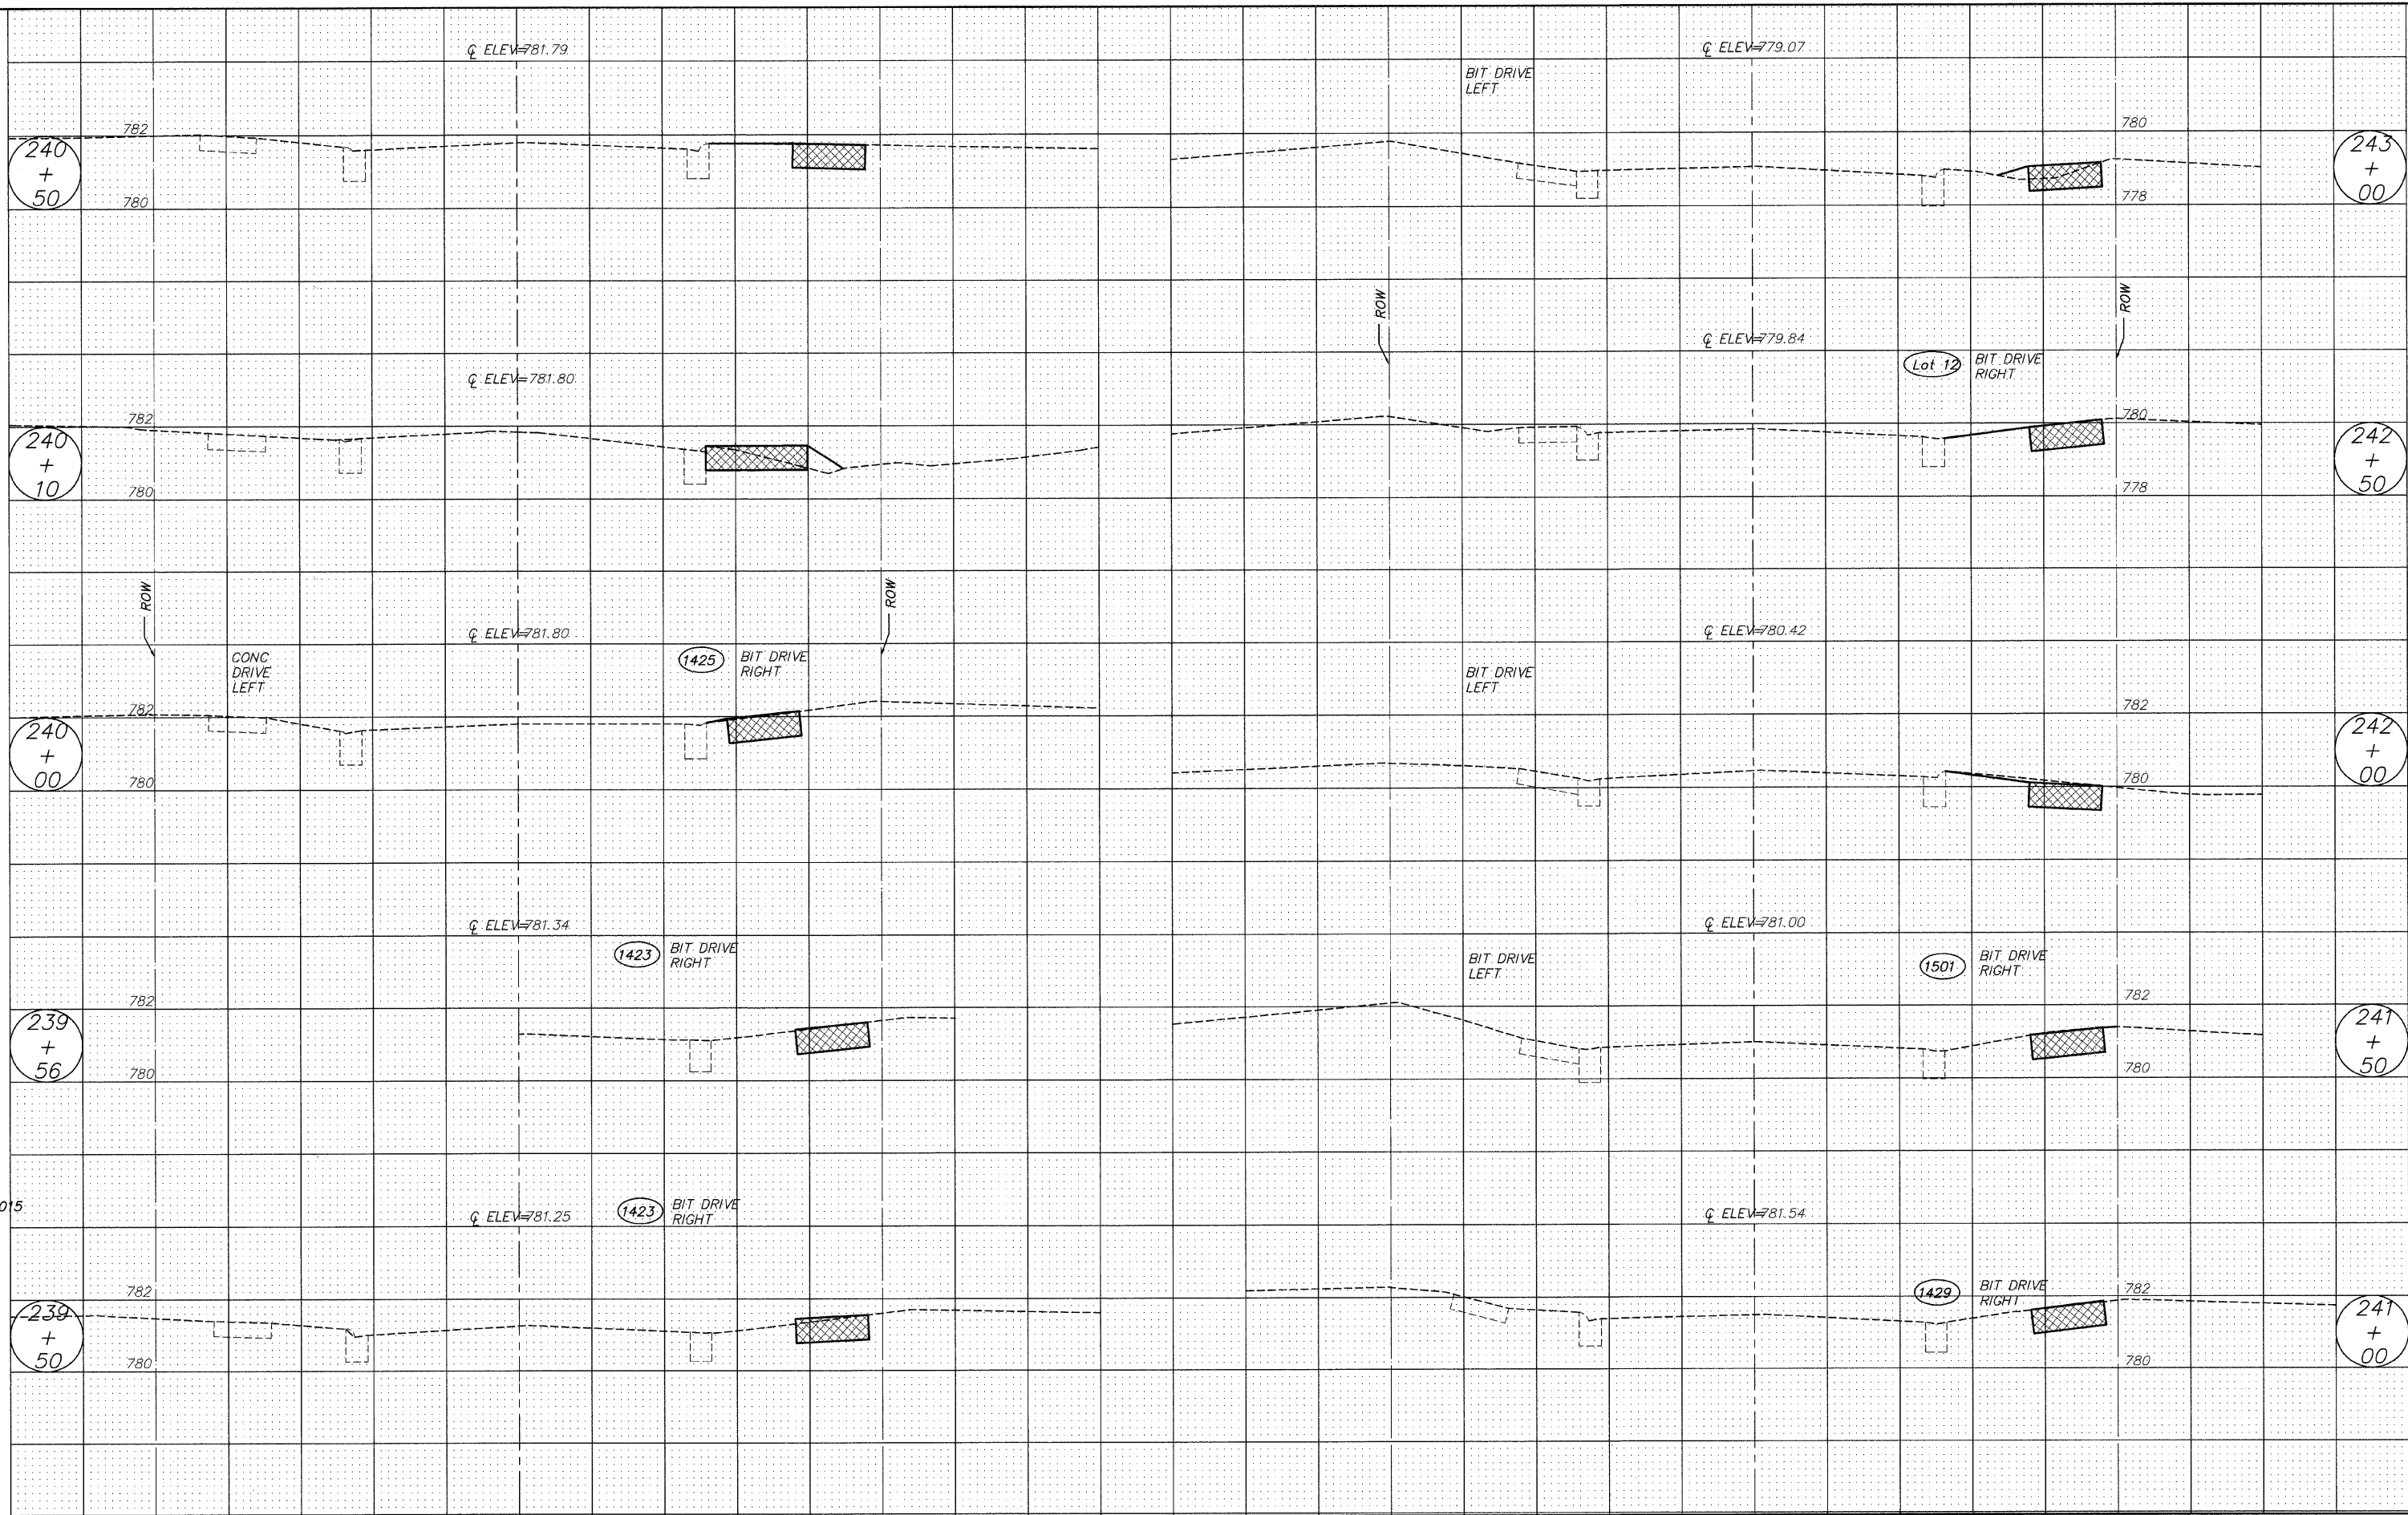 ℄ ELEV=781.79
782
240
+
50
780
℄ ELEV=781.80
782
240
+
10
780
ROW
ROW
℄ ELEV=781.80
CONC
DRIVE
LEFT
1425
BIT DRIVE
RIGHT
782
240
+
00
780
℄ ELEV=781.34
1423
BIT DRIVE
RIGHT
782
239
+
56
780
015
℄ ELEV=781.25
1423
BIT DRIVE
RIGHT
782
239
+
50
780
℄ ELEV=779.07
BIT DRIVE
LEFT
780
243
+
00
778
ROW
ROW
℄ ELEV=779.84
Lot 12
BIT DRIVE
RIGHT
780
242
+
50
778
℄ ELEV=780.42
BIT DRIVE
LEFT
782
242
+
00
780
℄ ELEV=781.00
BIT DRIVE
LEFT
1501
BIT DRIVE
RIGHT
782
241
+
50
780
℄ ELEV=781.54
1429
BIT DRIVE
RIGHT
782
241
+
00
780